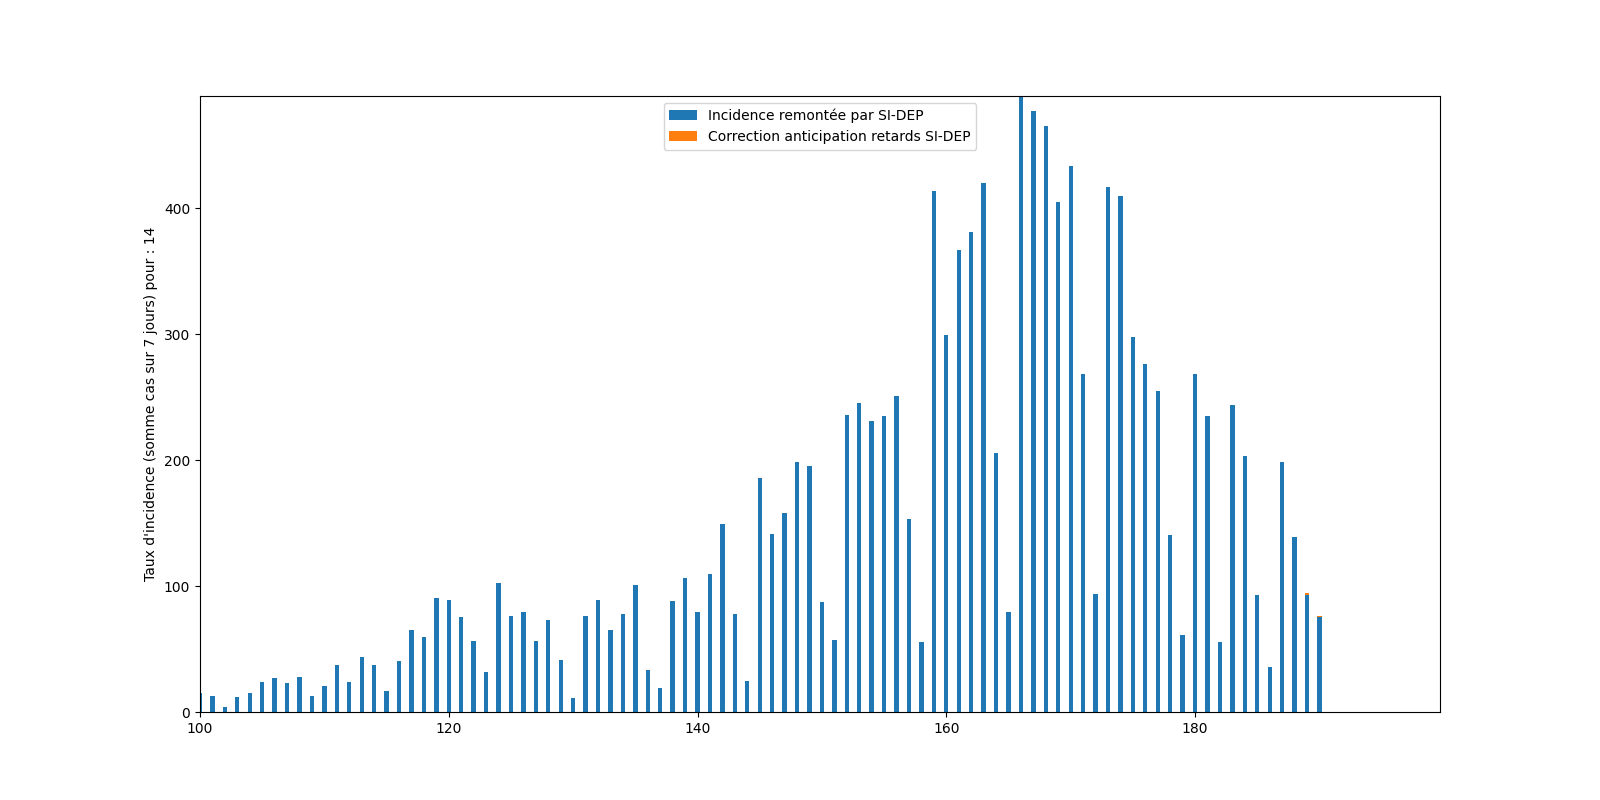 Incidence remontée par SI-DEP
Correction anticipation retards SI-DEP
Taux d'incidence (somme cas sur 7 jours) pour : 14
400
300
200
100
0
100 120 140 160 180